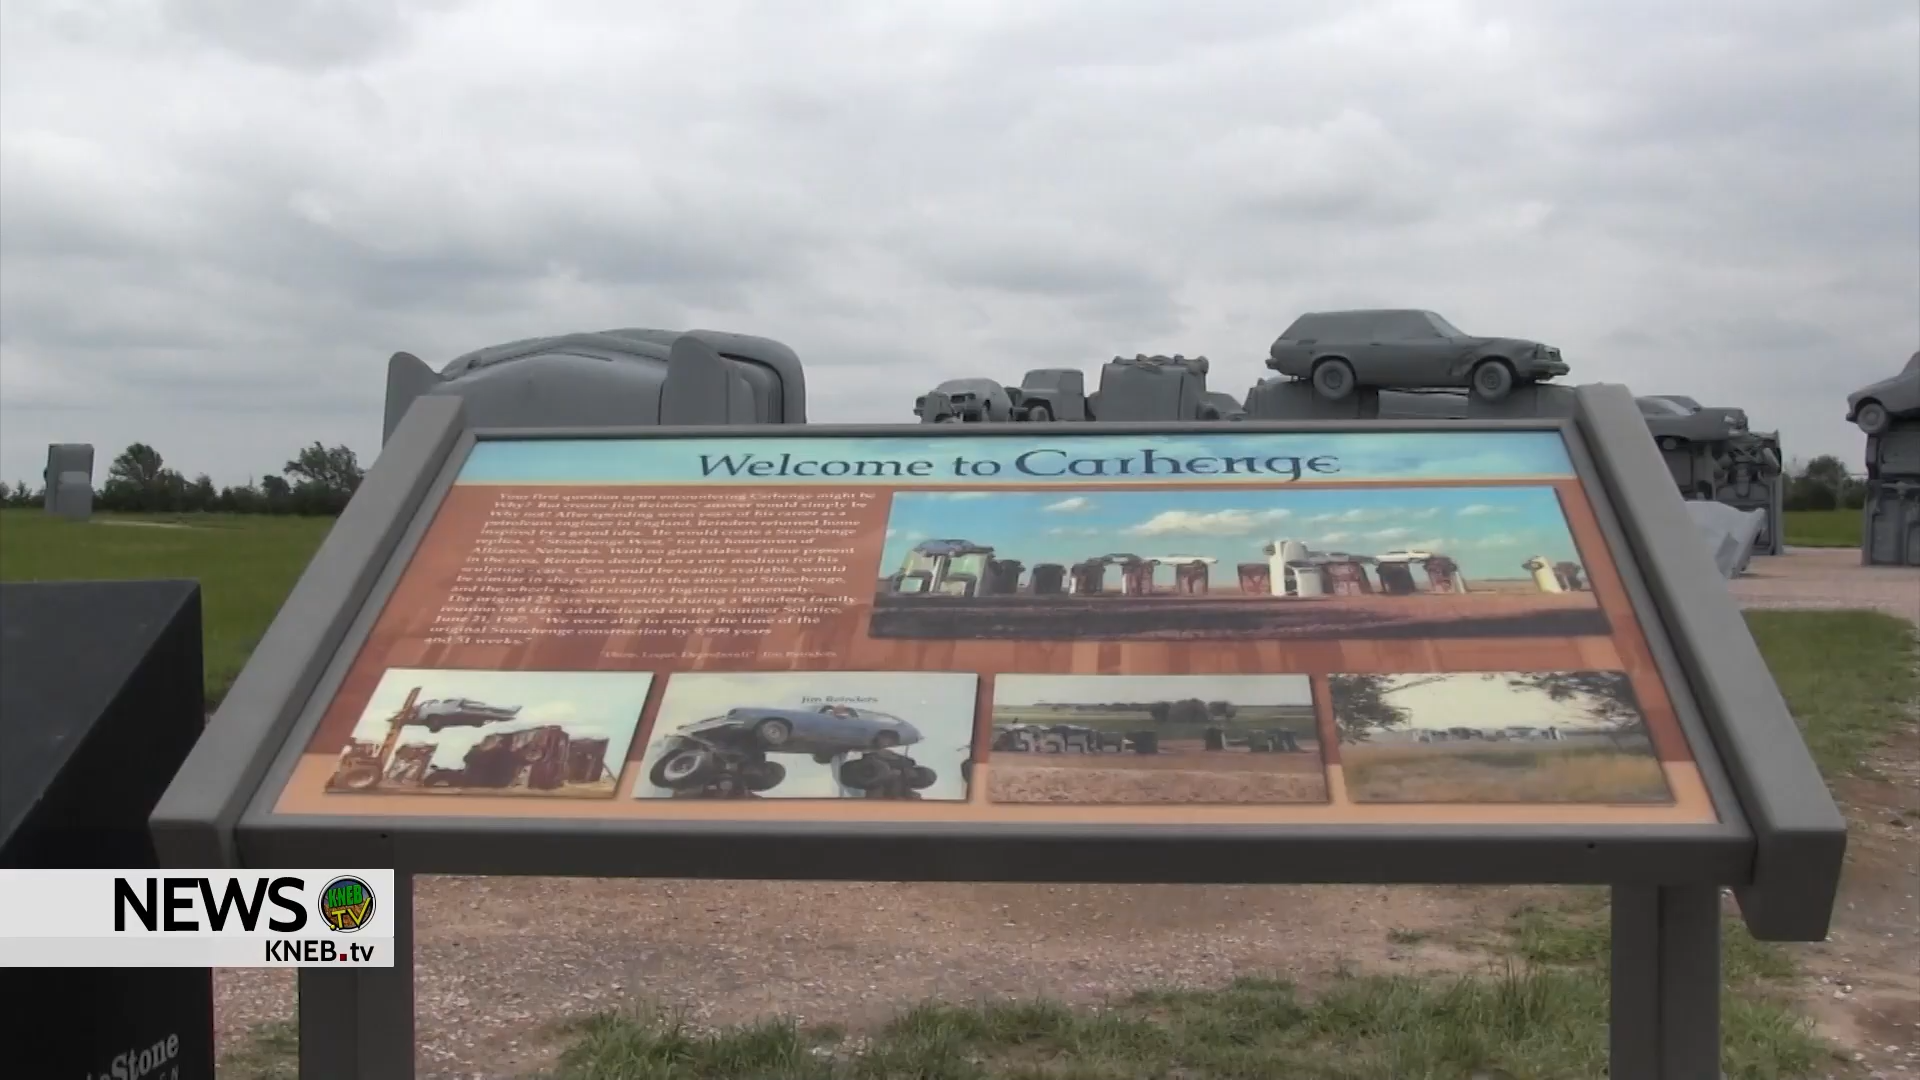 Welcome to Carhenge
Your first question upon encountering Carhenge might be
Why? But creator Jim Reinders' answer would simply be
Why not? After spending seven years of his career as a
petroleum engineer in England, Reinders returned home
inspired by a grand idea. He would create a Stonehenge
replica, a "Stonehenge West" for his hometown of
Alliance, Nebraska. With no giant slabs of stone present
in the area, Reinders decided on a new medium for his
sculpture - cars. Cars would be readily available, would
be similar in shape and size to the stones of Stonehenge,
and the wheels would simplify logistics immensely.
The original 28 cars were erected during a Reinders family
reunion in 6 days and dedicated on the Summer Solstice,
June 21, 1987. "We were able to reduce the time of the
original Stonehenge construction by 9,999 years
and 51 weeks."
Jim Reinders
Jim Reinders
NEWS
KNEB
.TV
KNEB.tv
Stone